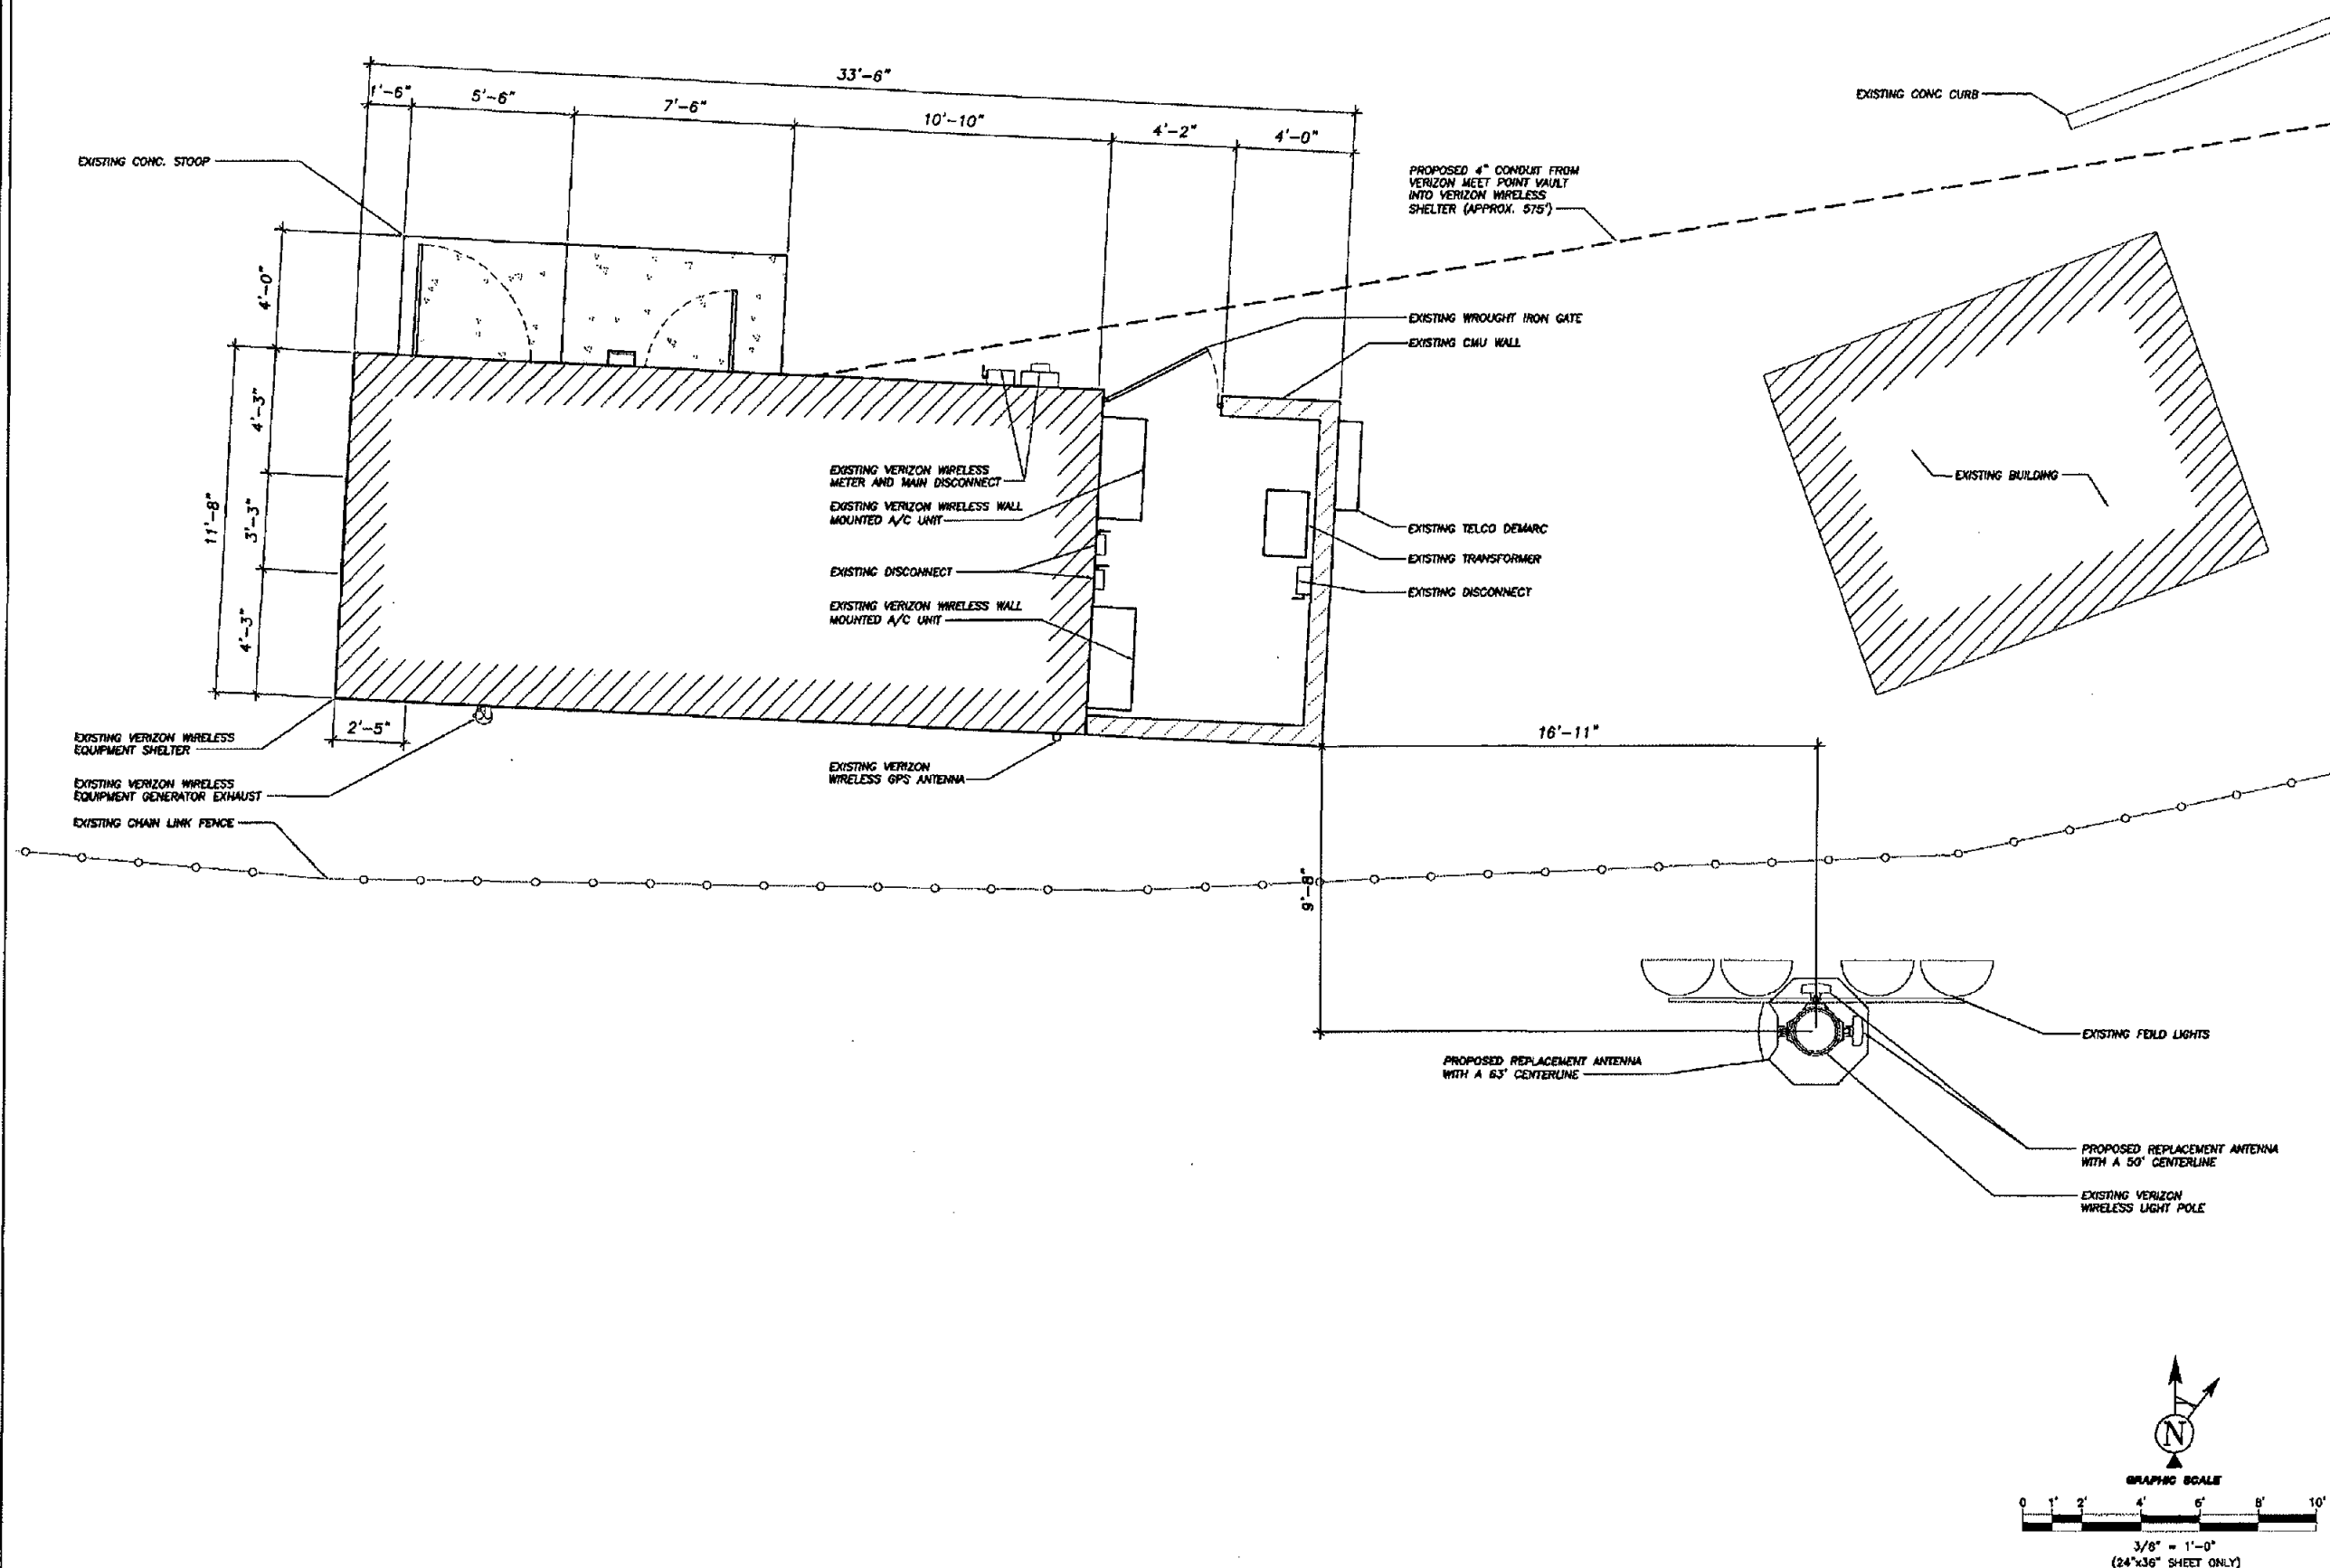 33'-6"
1'-6"
5'-6"
7'-6"
10'-10"
4'-2"
4'-0"
EXISTING CONC CURB
EXISTING CONC. STOOP
PROPOSED 4" CONDUIT FROM
VERIZON MEET POINT VAULT
INTO VERIZON WIRELESS
SHELTER (APPROX. 575')
4'-0"
EXISTING WROUGHT IRON GATE
EXISTING CMU WALL
4'-3"
11'-8"
3'-3"
4'-3"
EXISTING VERIZON WIRELESS
METER AND MAIN DISCONNECT
EXISTING VERIZON WIRELESS WALL
MOUNTED A/C UNIT
EXISTING DISCONNECT
EXISTING VERIZON WIRELESS WALL
MOUNTED A/C UNIT
EXISTING BUILDING
EXISTING TELCO DEMARC
EXISTING TRANSFORMER
EXISTING DISCONNECT
2'-5"
EXISTING VERIZON WIRELESS
EQUIPMENT SHELTER
EXISTING VERIZON WIRELESS
EQUIPMENT GENERATOR EXHAUST
EXISTING CHAIN LINK FENCE
EXISTING VERIZON
WIRELESS GPS ANTENNA
16'-11"
9'-8"
EXISTING FEILD LIGHTS
PROPOSED REPLACEMENT ANTENNA
WITH A 63' CENTERLINE
PROPOSED REPLACEMENT ANTENNA
WITH A 50' CENTERLINE
EXISTING VERIZON
WIRELESS LIGHT POLE
N
GRAPHIC SCALE
0 1' 2' 4' 6' 8' 10'
3/8" = 1'-0"
(24"x36" SHEET ONLY)